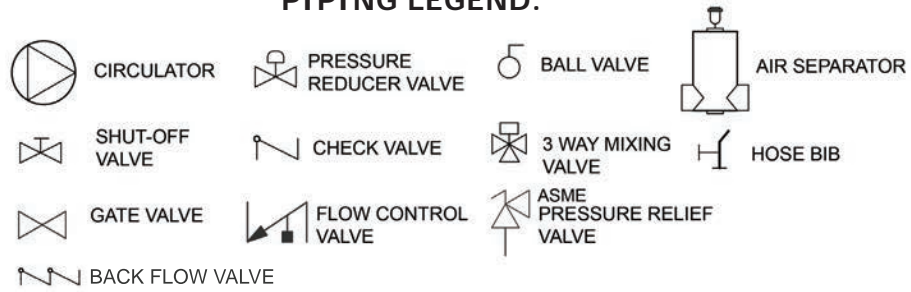 PIPING LEGEND:
CIRCULATOR
PRESSURE
REDUCER VALVE
BALL VALVE
AIR SEPARATOR
SHUT-OFF
VALVE
CHECK VALVE
3 WAY MIXING
VALVE
HOSE BIB
GATE VALVE
FLOW CONTROL
VALVE
ASME
PRESSURE RELIEF
VALVE
BACK FLOW VALVE